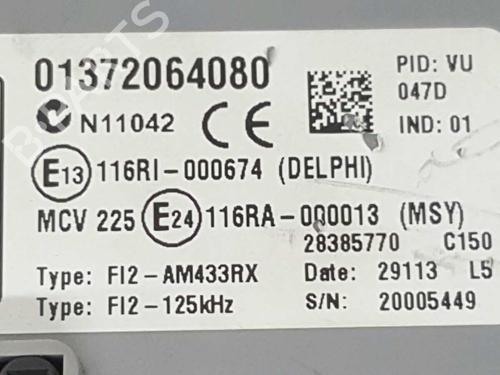 01372064080
PID: VU
047D
N11042 CE
IND: 01
E13 116RI-000674 (DELPHI)
MCV 225 E24 116RA-000013 (MSY)
28385770 C150
Type: FI2-AM433RX
Date: 29113 L5
Type: FI2-125kHz
S/N: 20005449